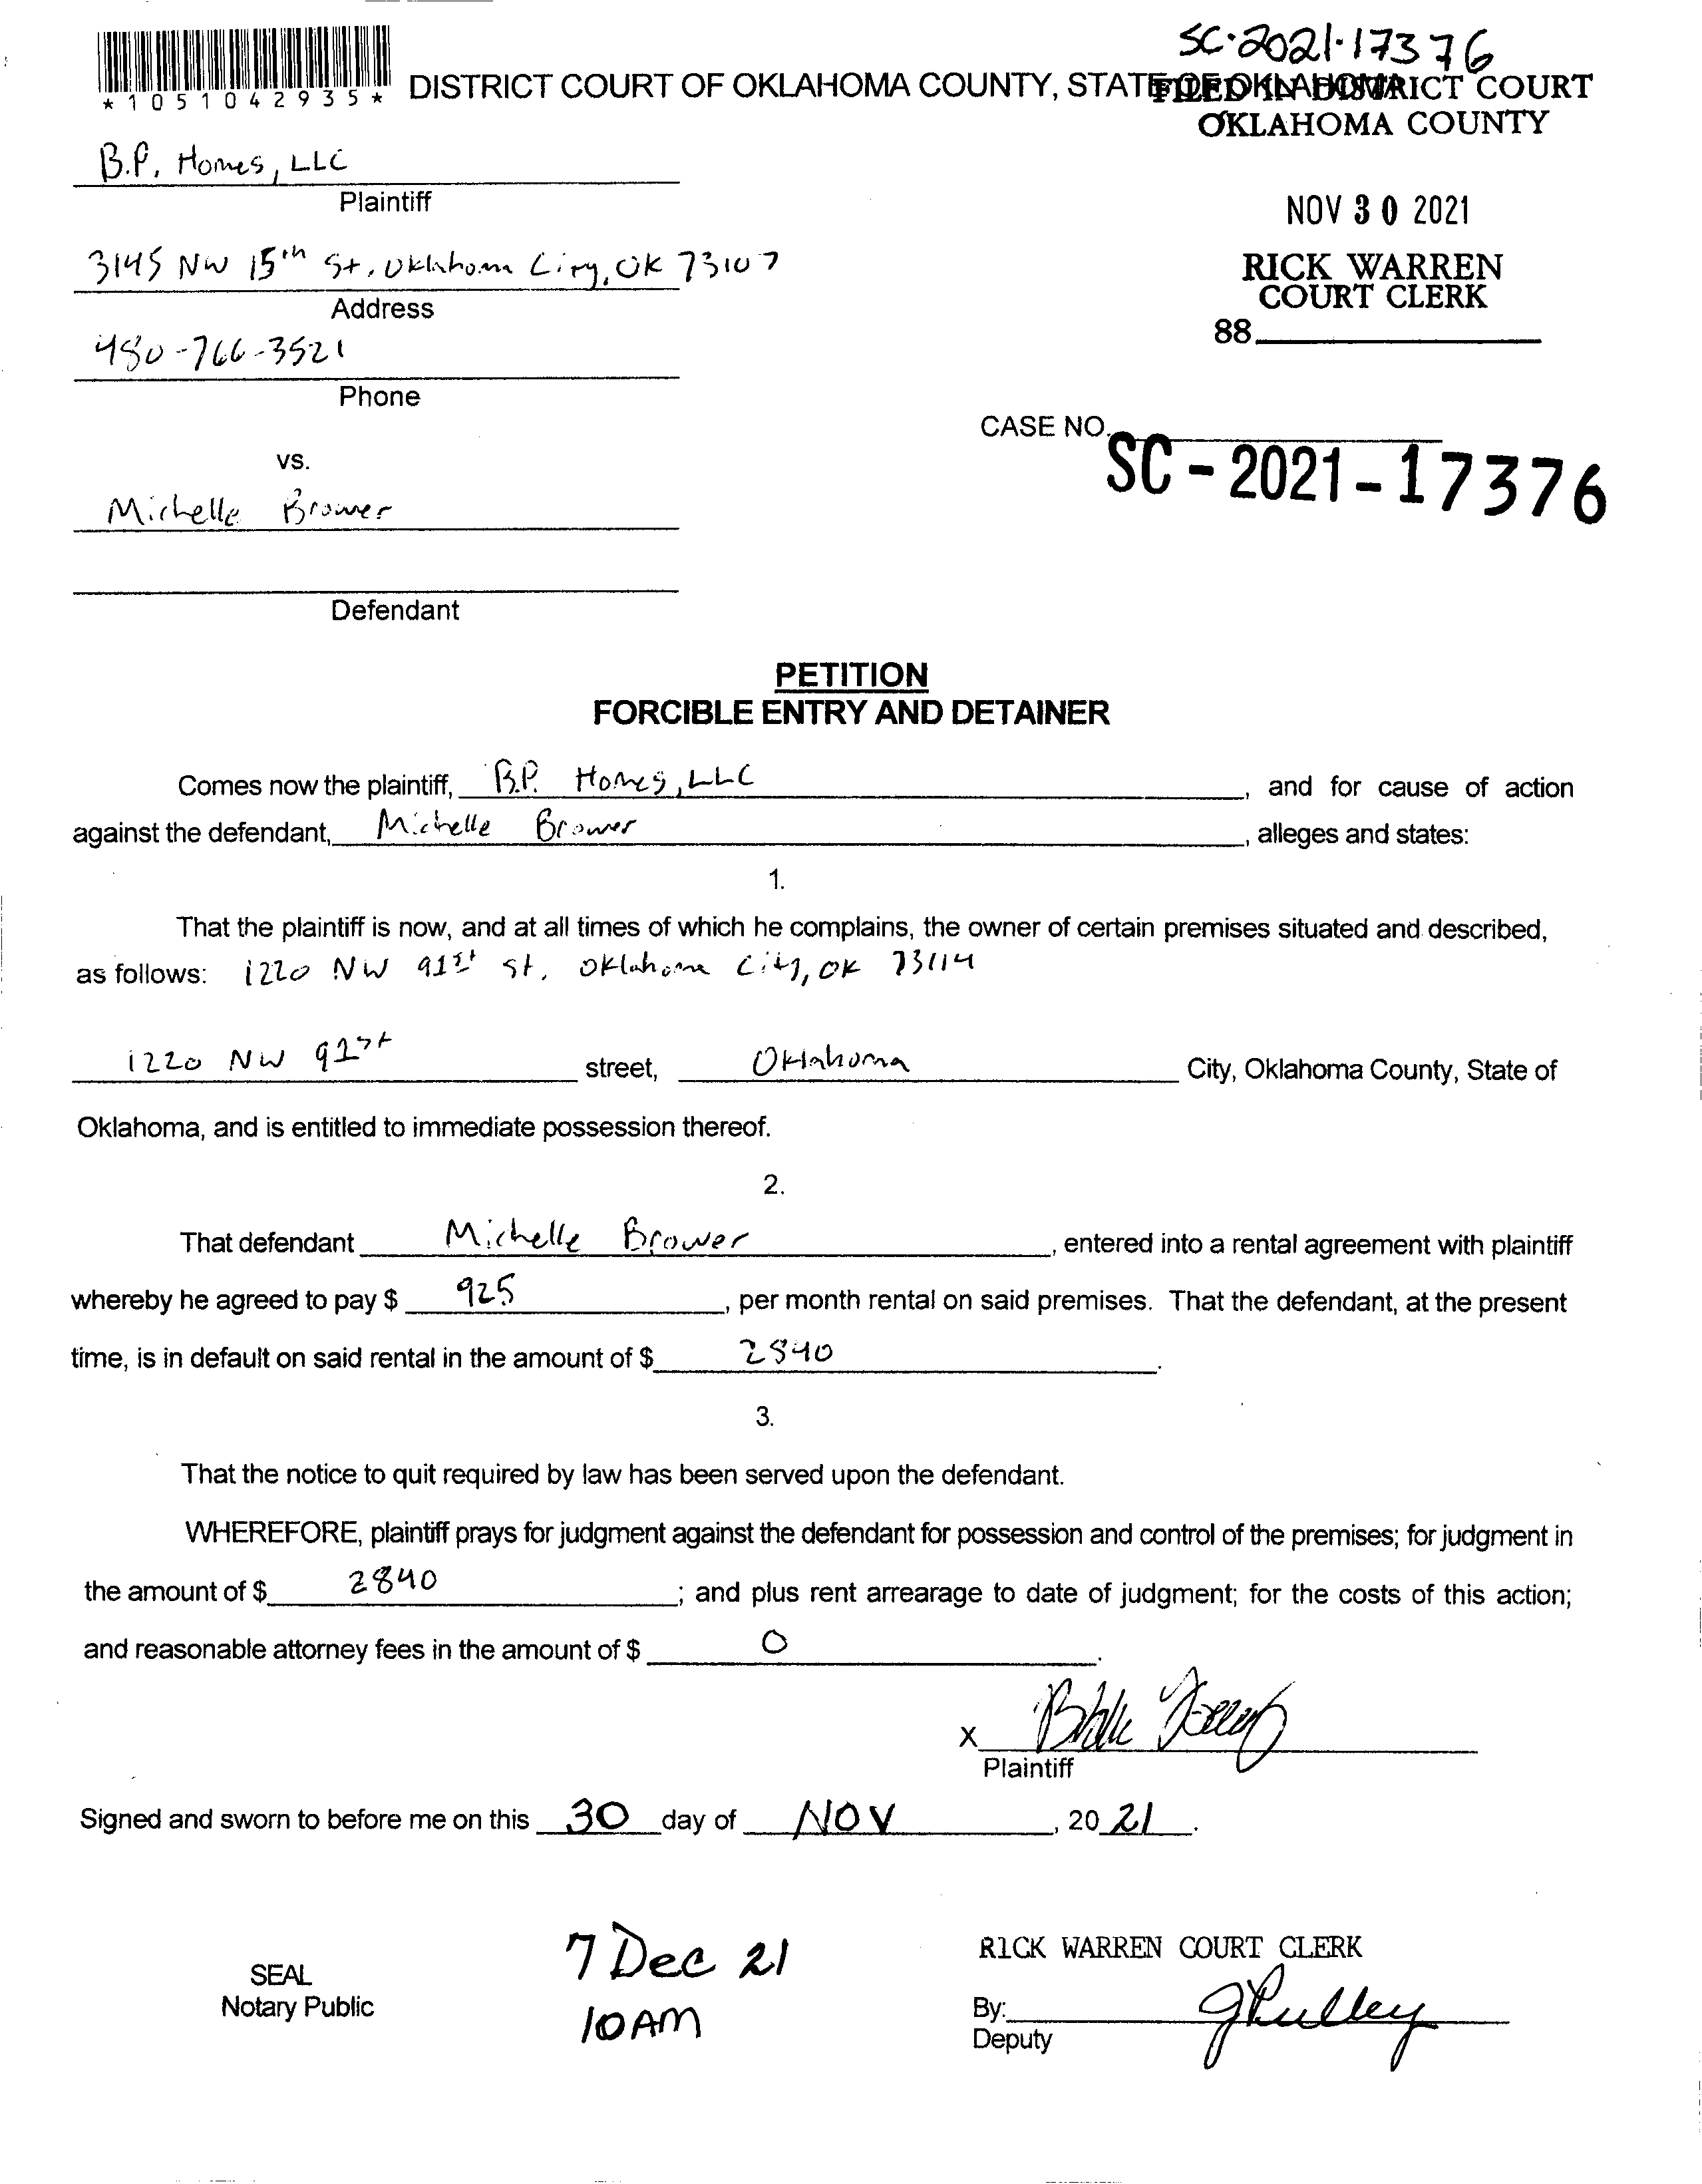 SC-2021-17376
*1051042935*
DISTRICT COURT OF OKLAHOMA COUNTY, STATE OF OKLAHOMA
FILED IN DISTRICT COURT
OKLAHOMA COUNTY
B.P. Homes, LLC
Plaintiff
NOV 30 2021
3145 NW 15th St, Oklahoma City, OK 73107
RICK WARREN
COURT CLERK
Address
88
480-766-3521
Phone
CASE NO.
SC-2021-17376
vs.
Michelle Brower
Defendant
PETITION
FORCIBLE ENTRY AND DETAINER
Comes now the plaintiff, B.P. Homes, LLC, and for cause of action
against the defendant, Michelle Brower, alleges and states:
1.
That the plaintiff is now, and at all times of which he complains, the owner of certain premises situated and described,
as follows: 1220 NW 91st St, Oklahoma City, OK 73114
1220 NW 91st street, Oklahoma City, Oklahoma County, State of
Oklahoma, and is entitled to immediate possession thereof.
2.
That defendant Michelle Brower, entered into a rental agreement with plaintiff
whereby he agreed to pay $ 925, per month rental on said premises. That the defendant, at the present
time, is in default on said rental in the amount of $ 2840.
3.
That the notice to quit required by law has been served upon the defendant.
WHEREFORE, plaintiff prays for judgment against the defendant for possession and control of the premises; for judgment in
the amount of $ 2840; and plus rent arrearage to date of judgment; for the costs of this action;
and reasonable attorney fees in the amount of $ 0.
X
Plaintiff
Signed and sworn to before me on this 30 day of NOV, 20 21.
7 Dec 21
10AM
SEAL
Notary Public
RICK WARREN COURT CLERK
By: JPulley
Deputy